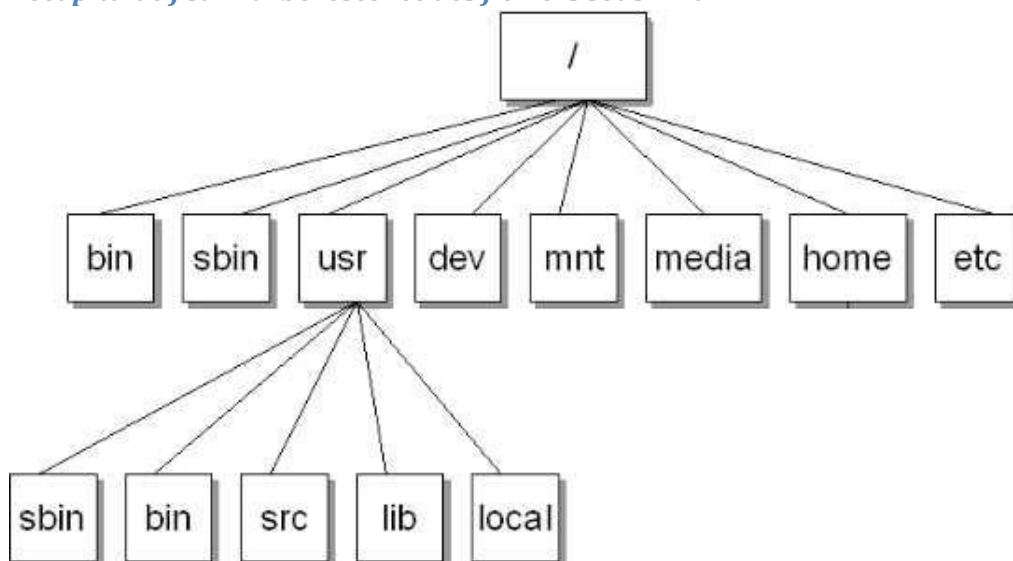 /
bin sbin usr dev mnt media home etc
sbin bin src lib local